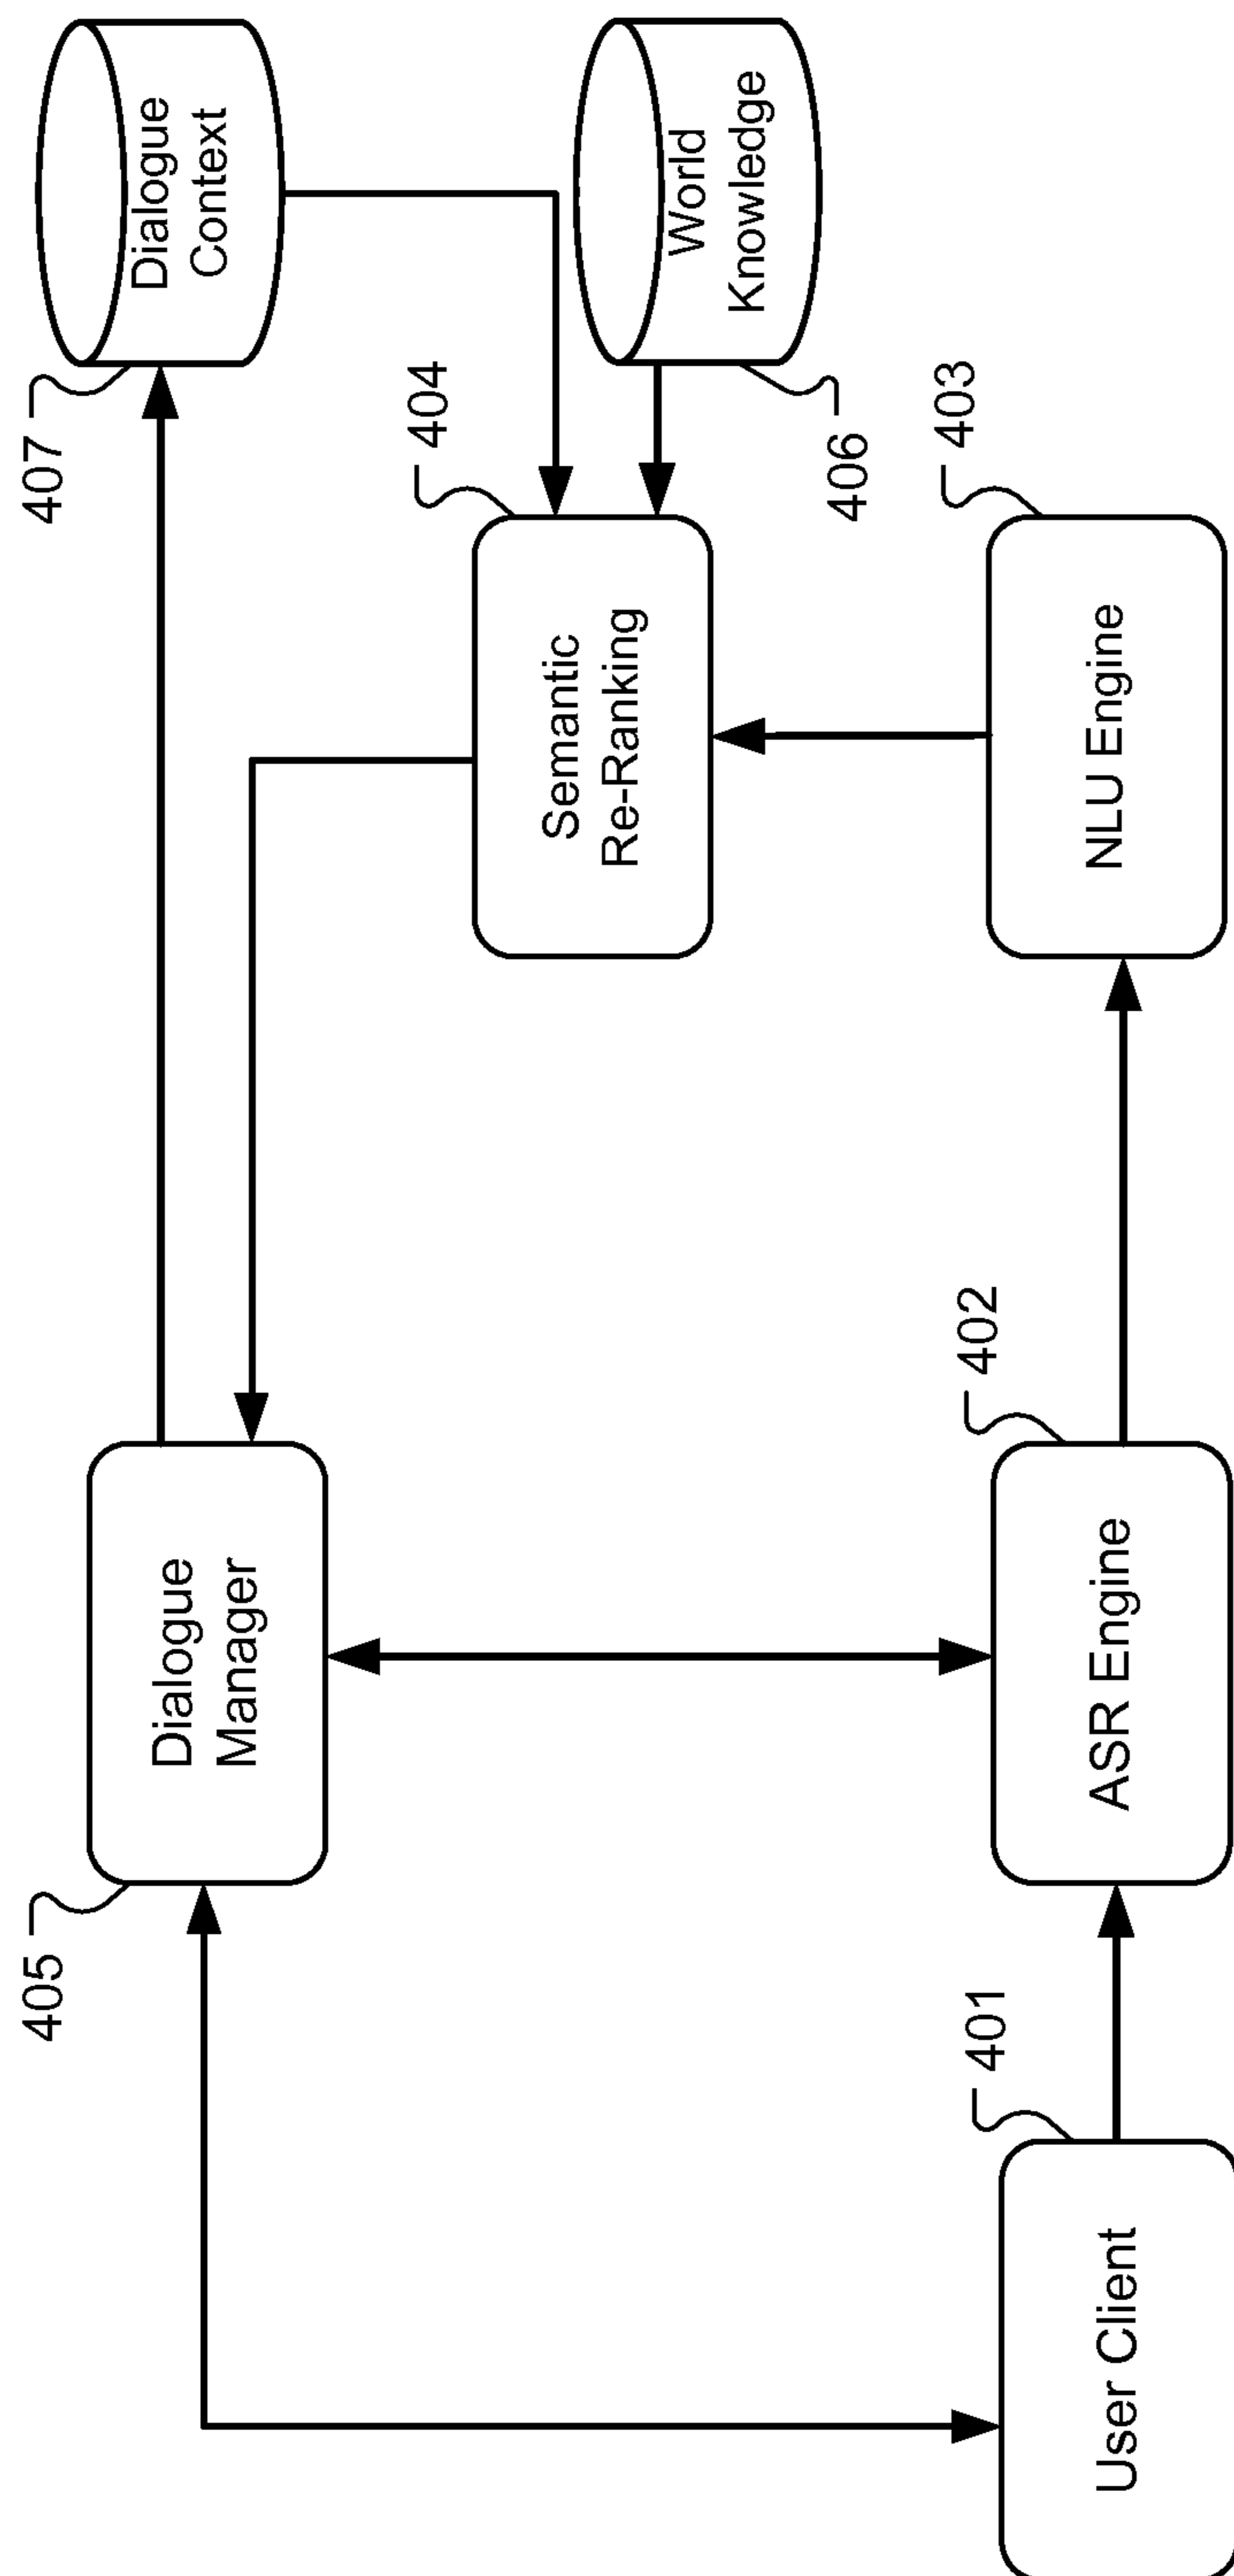 407
Dialogue
Context
405
Dialogue
Manager
404
Semantic
Re-Ranking
World
Knowledge
406
401
User Client
402
ASR Engine
403
NLU Engine